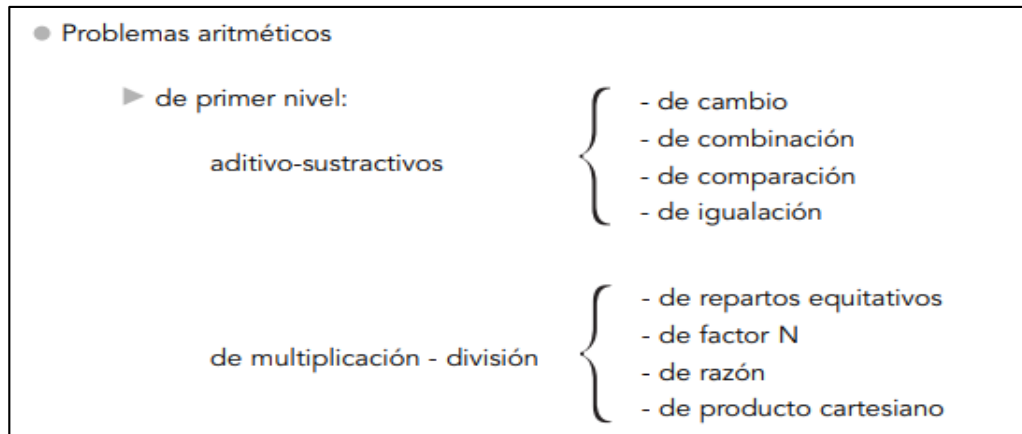 ● Problemas aritméticos
▶ de primer nivel:
aditivo-sustractivos
- de cambio
- de combinación
- de comparación
- de igualación
de multiplicación - división
- de repartos equitativos
- de factor N
- de razón
- de producto cartesiano